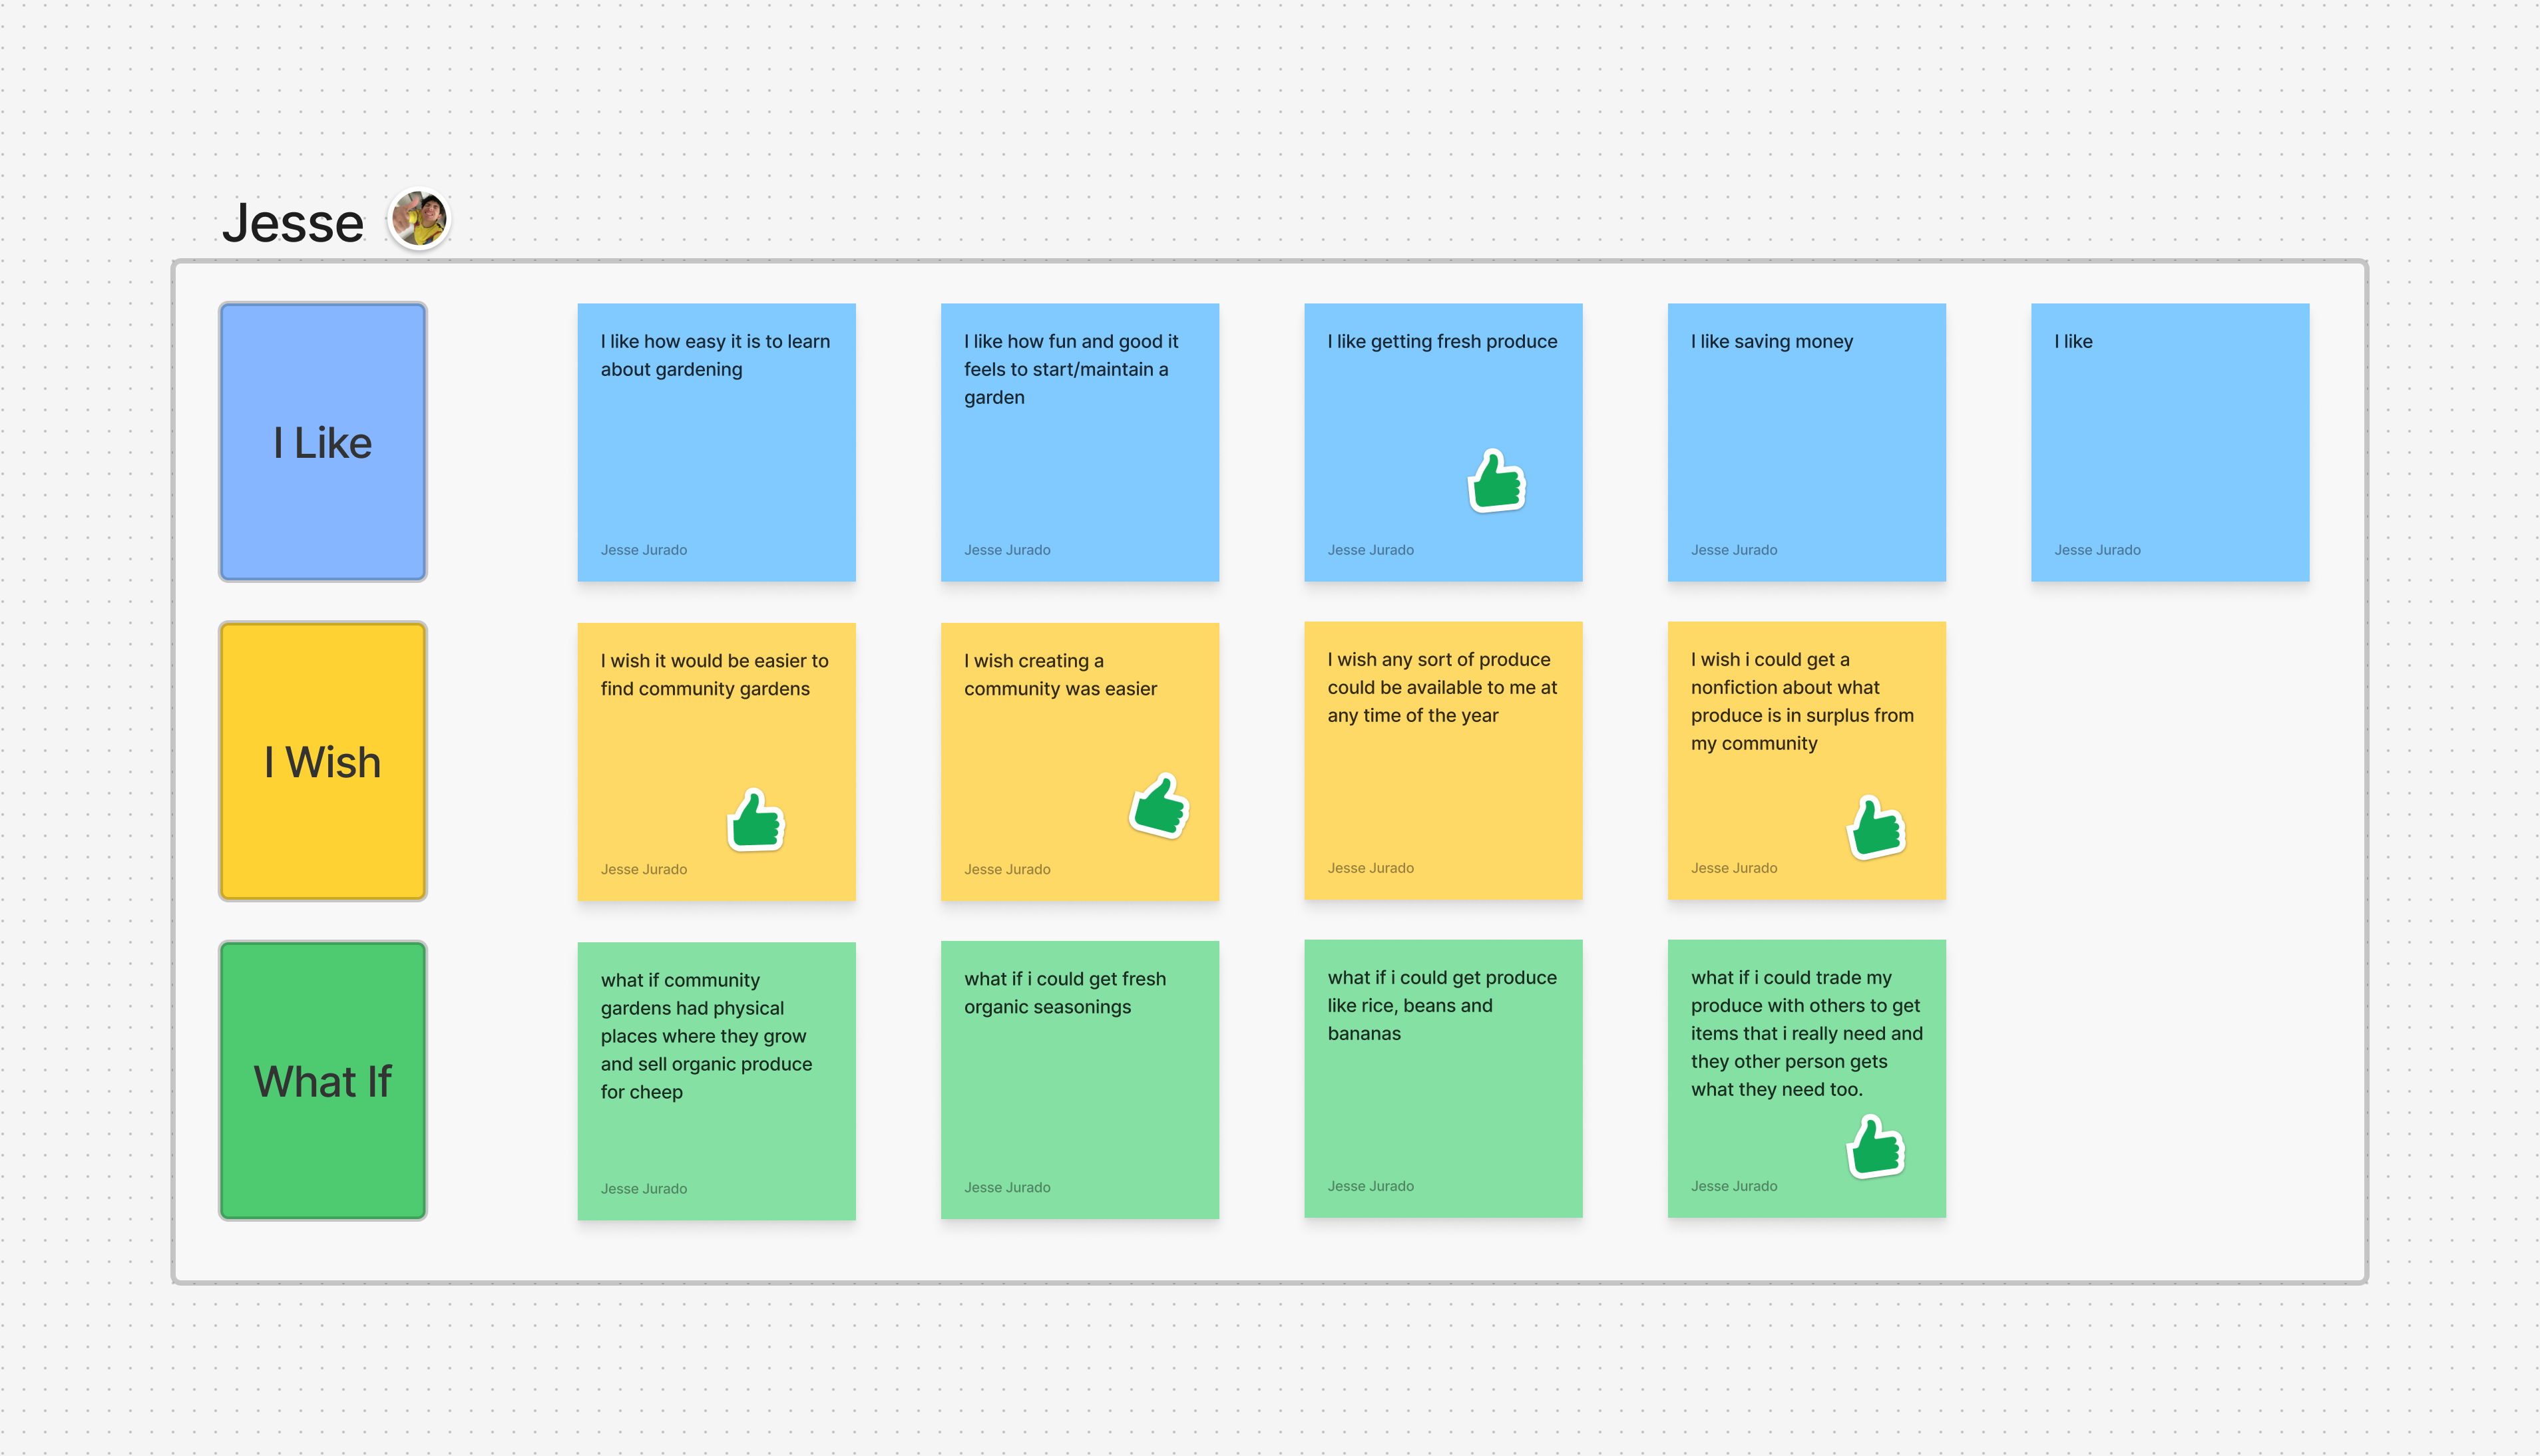 Jesse
I Like
I like how easy it is to learn
about gardening
Jesse Jurado
I like how fun and good it
feels to start/maintain a
garden
Jesse Jurado
I like getting fresh produce
Jesse Jurado
I like saving money
Jesse Jurado
I like
Jesse Jurado
I Wish
I wish it would be easier to
find community gardens
Jesse Jurado
I wish creating a
community was easier
Jesse Jurado
I wish any sort of produce
could be available to me at
any time of the year
Jesse Jurado
I wish i could get a
nonfiction about what
produce is in surplus from
my community
Jesse Jurado
What If
what if community
gardens had physical
places where they grow
and sell organic produce
for cheep
Jesse Jurado
what if i could get fresh
organic seasonings
Jesse Jurado
what if i could get produce
like rice, beans and
bananas
Jesse Jurado
what if i could trade my
produce with others to get
items that i really need and
they other person gets
what they need too.
Jesse Jurado